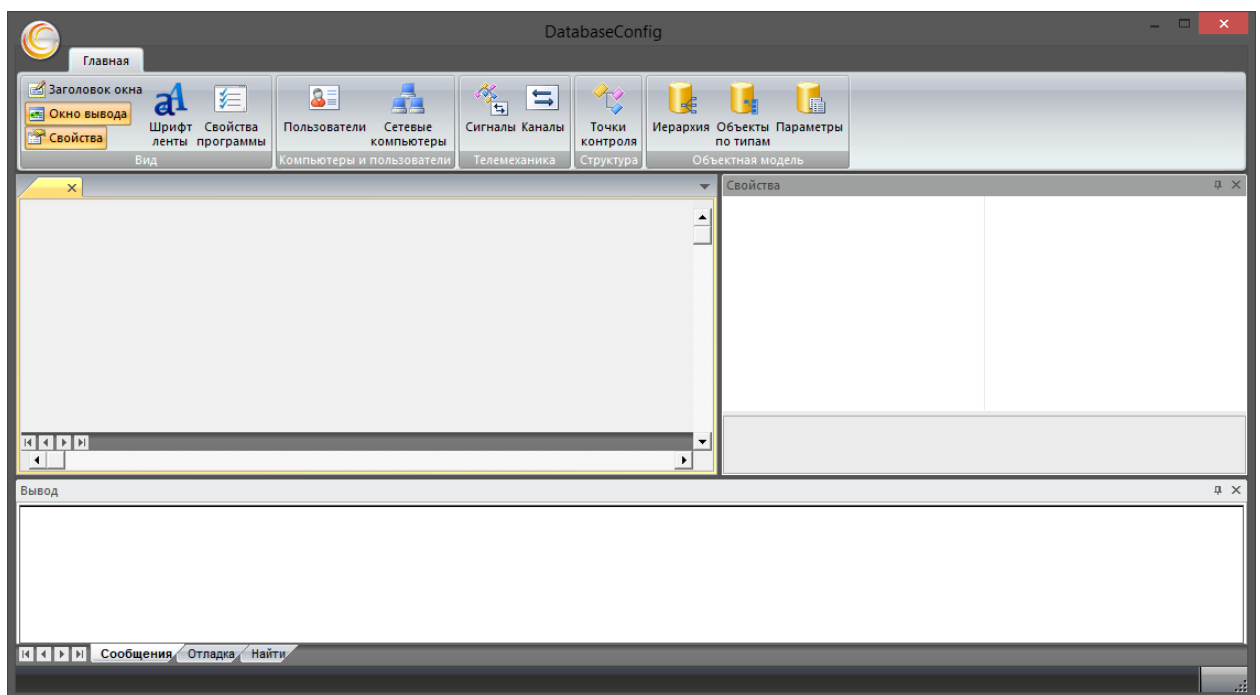 DatabaseConfig
Главная
Заголовок окна
Окно вывода
Свойства
Шрифт ленты
Свойства программы
Вид
Пользователи
Сетевые компьютеры
Компьютеры и пользователи
Сигналы
Каналы
Телемеханика
Точки контроля
Структура
Иерархия
Объекты по типам
Параметры
Объектная модель
Свойства
Вывод
Сообщения
Отладка
Найти